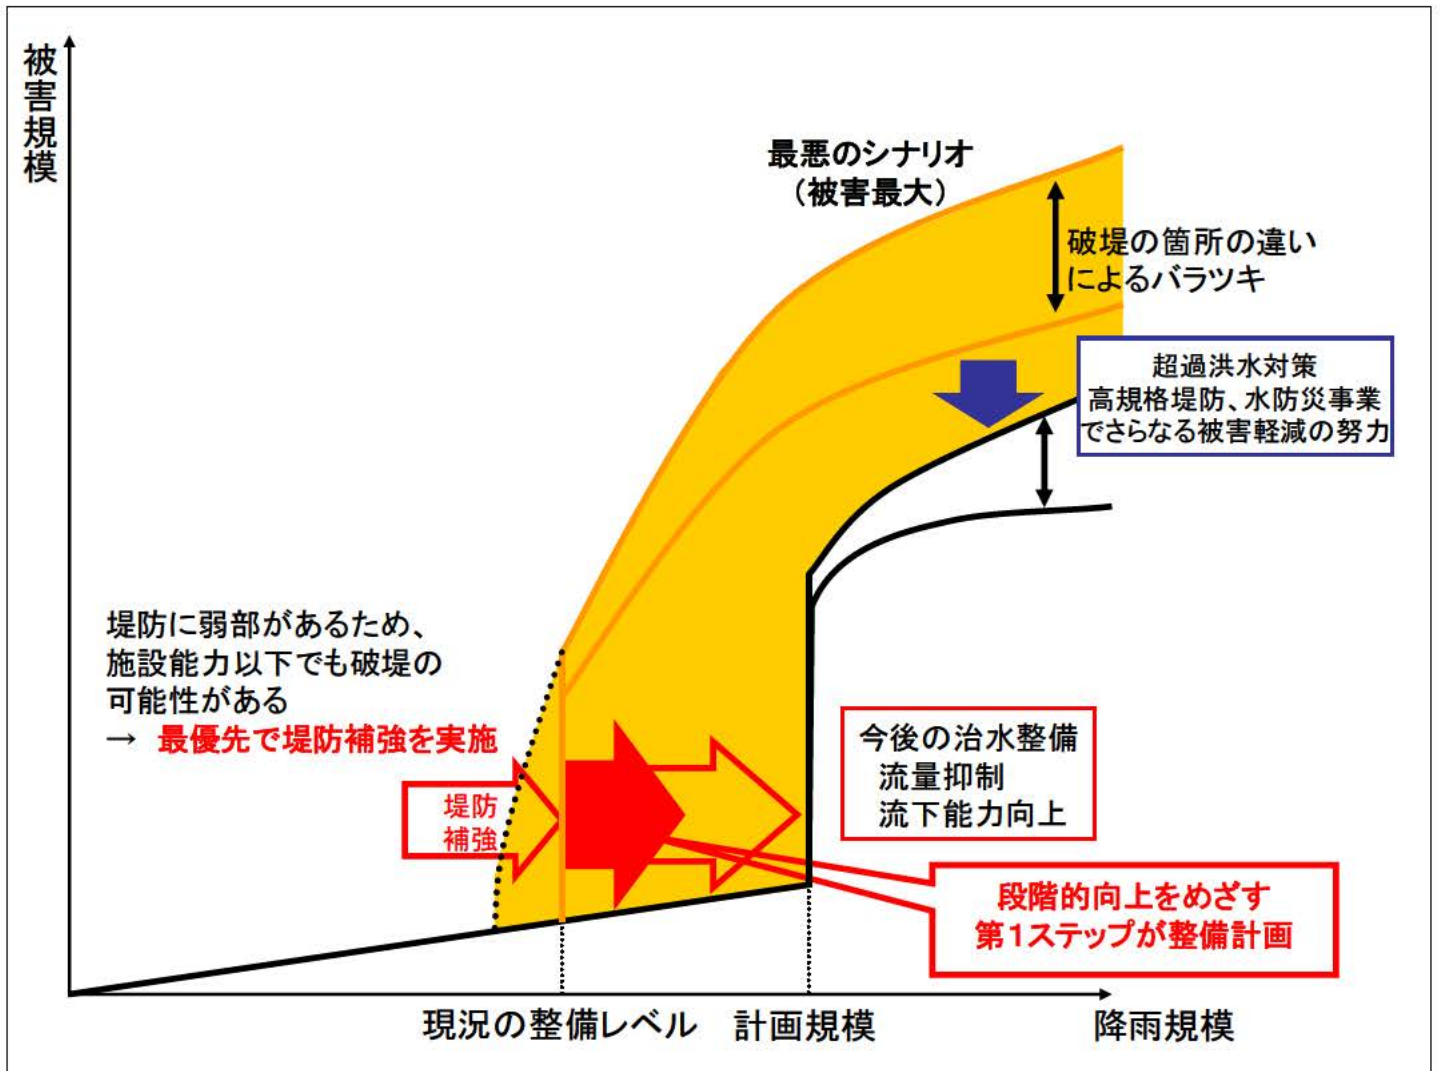 被害規模
最悪のシナリオ
（被害最大）
破堤の箇所の違い
によるバラツキ
超過洪水対策
高規格堤防、水防災事業
でさらなる被害軽減の努力
堤防に弱部があるため、
施設能力以下でも破堤の
可能性がある
→ 最優先で堤防補強を実施
堤防
補強
今後の治水整備
流量抑制
流下能力向上
段階的向上をめざす
第１ステップが整備計画
現況の整備レベル
計画規模
降雨規模